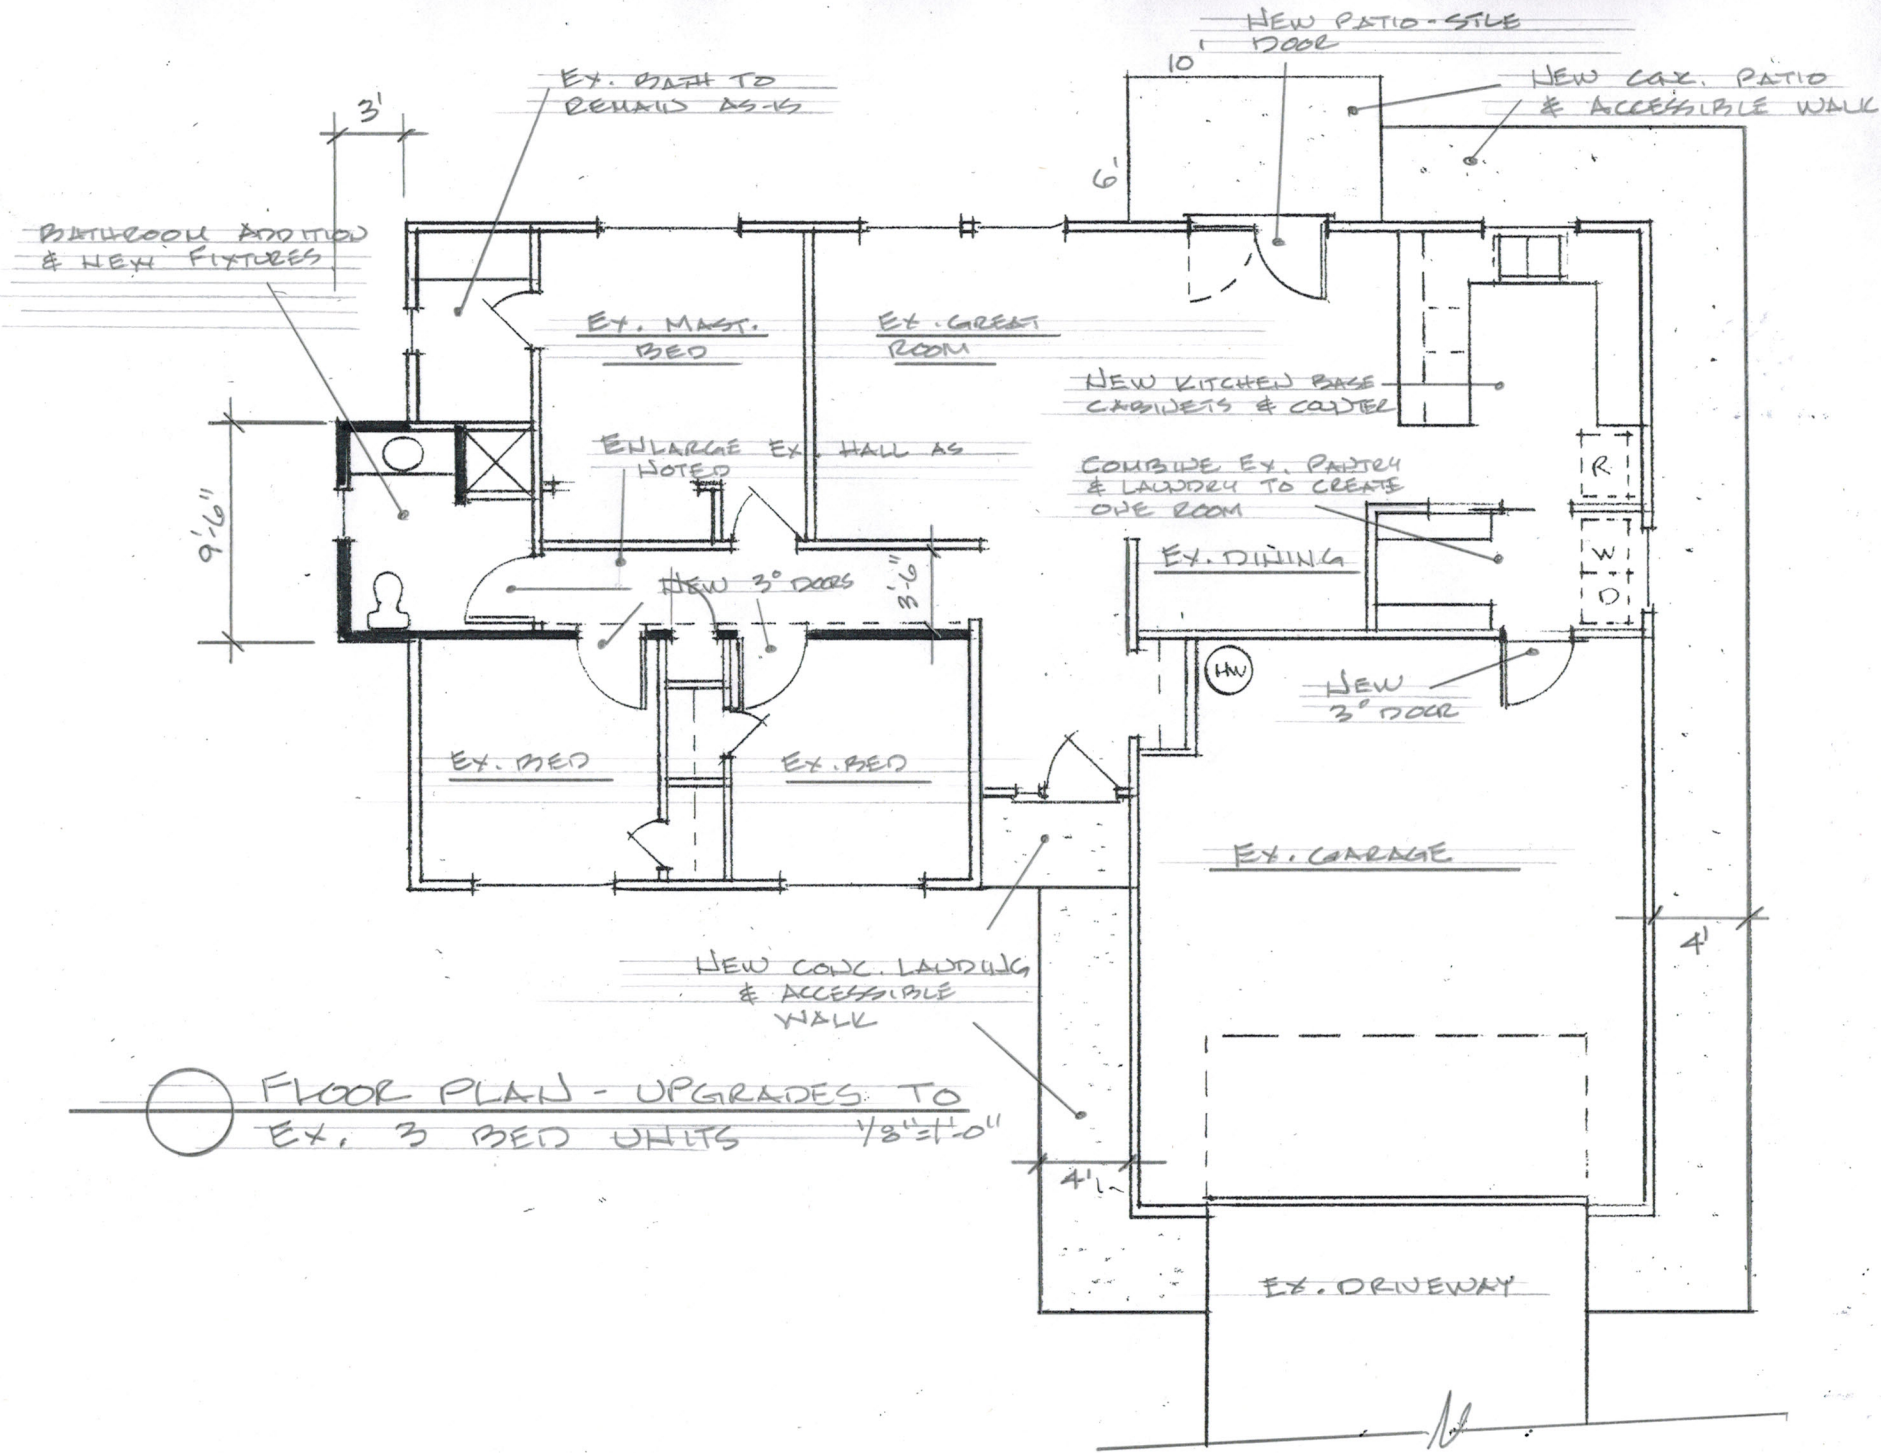 NEW PATIO-STLE
DOOR
10'
NEW CONC. PATIO
& ACCESSIBLE WALK
EX. BATH TO
REMAIN AS-IS
3'
6'
BATHROOM ADDITION
& NEW FIXTURES
EX. MAST.
BED
EX. GREAT
ROOM
NEW KITCHEN BASE
CABINETS & COUNTER
ENLARGE EX. HALL AS
NOTED
COMBINE EX. PANTRY
& LAUNDRY TO CREATE
ONE ROOM
R
9'-6"
EX. DINING
W
D
NEW 3° DOORS
3'-6"
HW
NEW
3° DOOR
EX. BED
EX. BED
EX. GARAGE
4'
NEW CONC. LANDING
& ACCESSIBLE
WALK
FLOOR PLAN - UPGRADES TO
EX. 3 BED UNITS 1/8"=1'-0"
4'
EX. DRIVEWAY